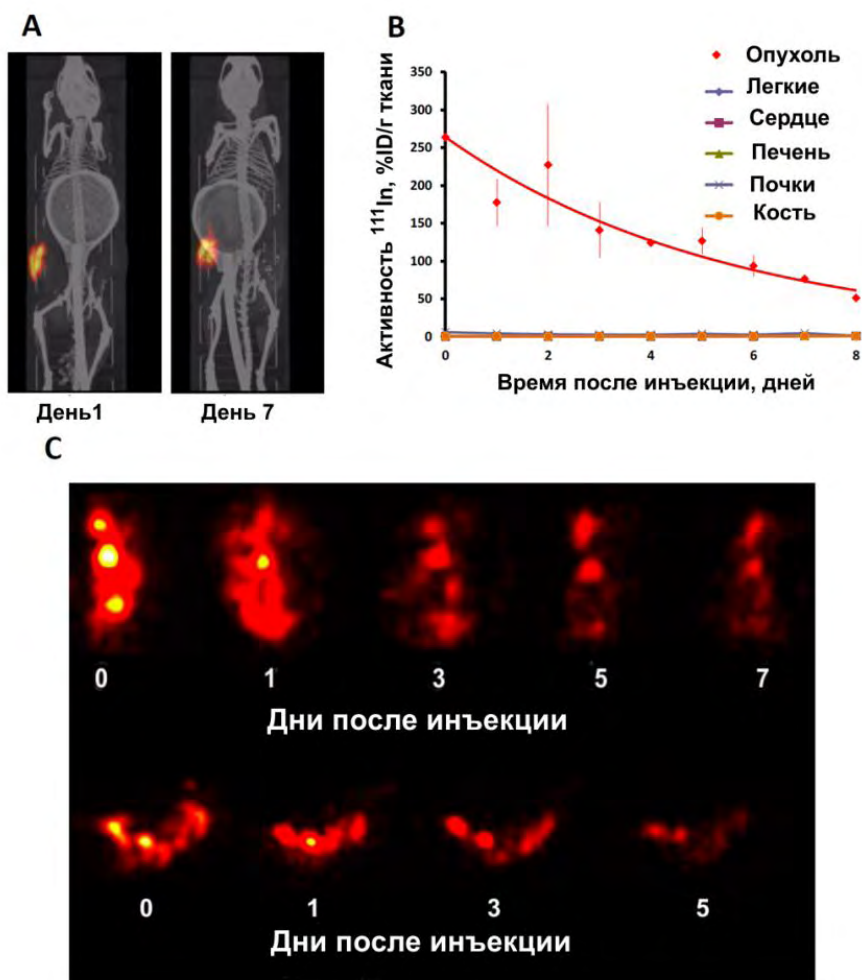 A
День1
День 7
B
Активность ¹¹¹In, %ID/г ткани
350
300
250
200
150
100
50
0
0
2
4
6
8
Время после инъекции, дней
Опухоль
Легкие
Сердце
Печень
Почки
Кость
C
0 1 3 5 7
Дни после инъекции
0 1 3 5
Дни после инъекции